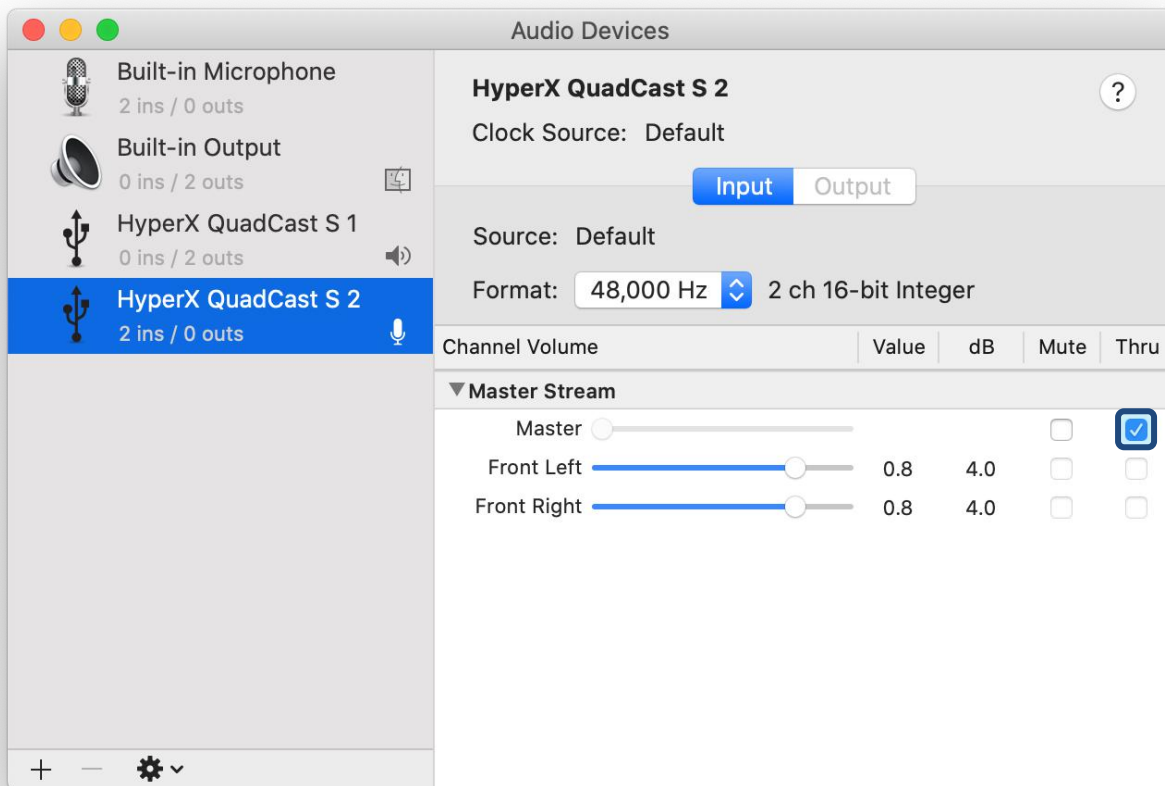 Audio Devices
Built-in Microphone
2 ins / 0 outs
Built-in Output
0 ins / 2 outs
HyperX QuadCast S 1
0 ins / 2 outs
HyperX QuadCast S 2
2 ins / 0 outs
HyperX QuadCast S 2
?
Clock Source: Default
Input Output
Source: Default
Format: 48,000 Hz 2 ch 16-bit Integer
Channel Volume Value dB Mute Thru
Master Stream
Master
Front Left 0.8 4.0
Front Right 0.8 4.0